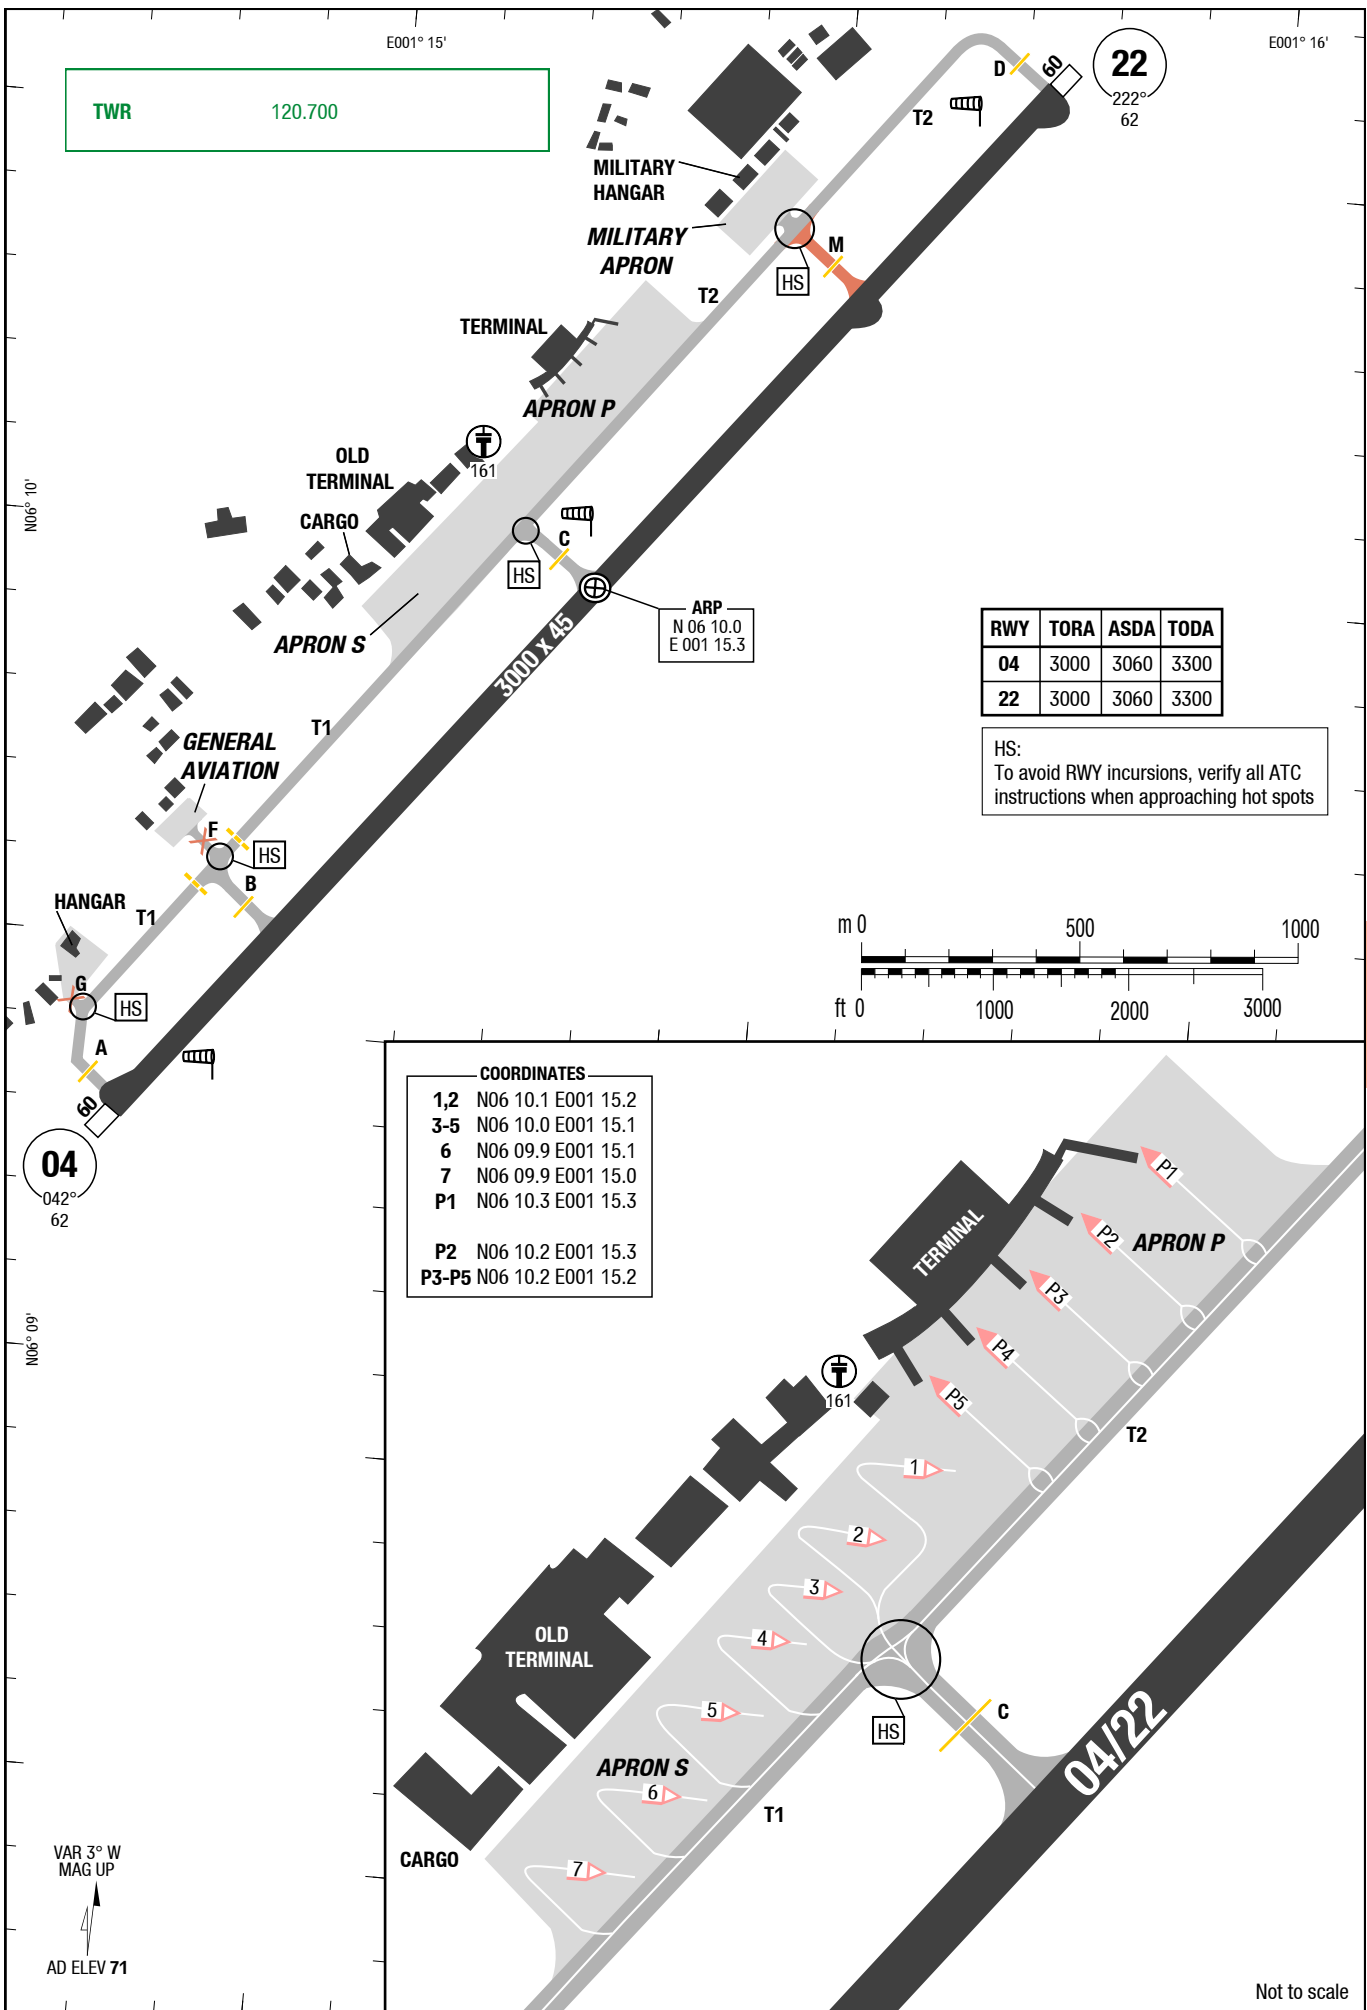 E001° 15'
E001° 16'
TWR 120.700
22
222°
62
60
D
T2
MILITARY
HANGAR
MILITARY
APRON
M
HS
T2
TERMINAL
APRON P
161
OLD
TERMINAL
CARGO
N06° 10'
C
HS
ARP
N 06 10.0
E 001 15.3
APRON S
3000 X 45
RWY TORA ASDA TODA
04 3000 3060 3300
22 3000 3060 3300
HS:
To avoid RWY incursions, verify all ATC
instructions when approaching hot spots
T1
GENERAL
AVIATION
F
HS
B
HANGAR
T1
G
HS
A
60
04
042°
62
m 0 500 1000
ft 0 1000 2000 3000
COORDINATES
1,2 N06 10.1 E001 15.2
3-5 N06 10.0 E001 15.1
6 N06 09.9 E001 15.1
7 N06 09.9 E001 15.0
P1 N06 10.3 E001 15.3
P2 N06 10.2 E001 15.3
P3-P5 N06 10.2 E001 15.2
N06° 09'
P1
P2
APRON P
TERMINAL
P3
P4
P5
161
T2
1
2
3
4
OLD
TERMINAL
5
HS
C
04/22
APRON S
6
T1
CARGO
7
VAR 3° W
MAG UP
AD ELEV 71
Not to scale